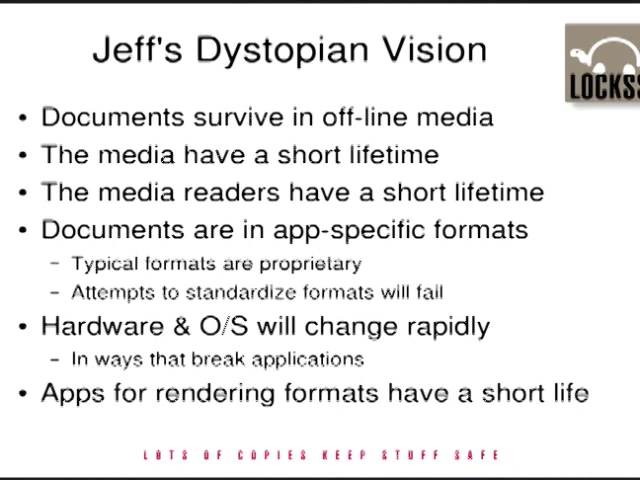 Jeff's Dystopian Vision
LOCKSS
• Documents survive in off-line media
• The media have a short lifetime
• The media readers have a short lifetime
• Documents are in app-specific formats
– Typical formats are proprietary
– Attempts to standardize formats will fail
• Hardware & O/S will change rapidly
– In ways that break applications
• Apps for rendering formats have a short life
LOTS OF COPIES KEEP STUFF SAFE